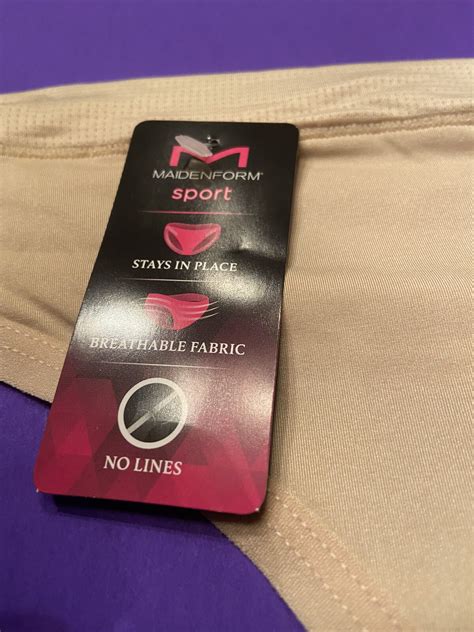 M
MAIDENFORM®
sport
STAYS IN PLACE
BREATHABLE FABRIC
NO LINES